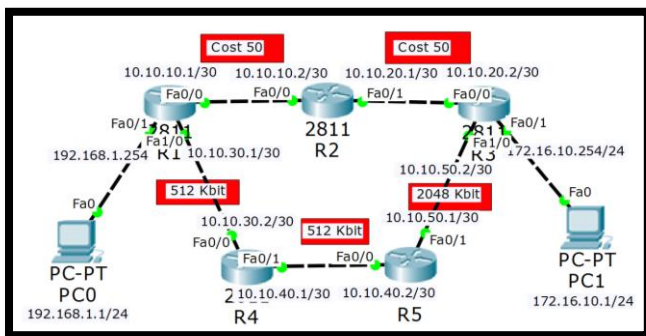 Cost 50
Cost 50
10.10.10.1/30
10.10.10.2/30
10.10.20.1/30
10.10.20.2/30
Fa0/0
Fa0/0
Fa0/1
Fa0/0
Fa0/1
2811
R1
2811
R2
2811
R3
Fa0/1
Fa1/0
Fa1/0
192.168.1.254
10.10.30.1/30
10.10.50.2/30
172.16.10.254/24
512 Kbit
2048 Kbit
Fa0
10.10.30.2/30
512 Kbit
10.10.50.1/30
Fa0
Fa0/0
Fa0/1
Fa0/0
Fa0/1
PC-PT
PC0
192.168.1.1/24
10.10.40.1/30
R4
10.10.40.2/30
R5
PC-PT
PC1
172.16.10.1/24